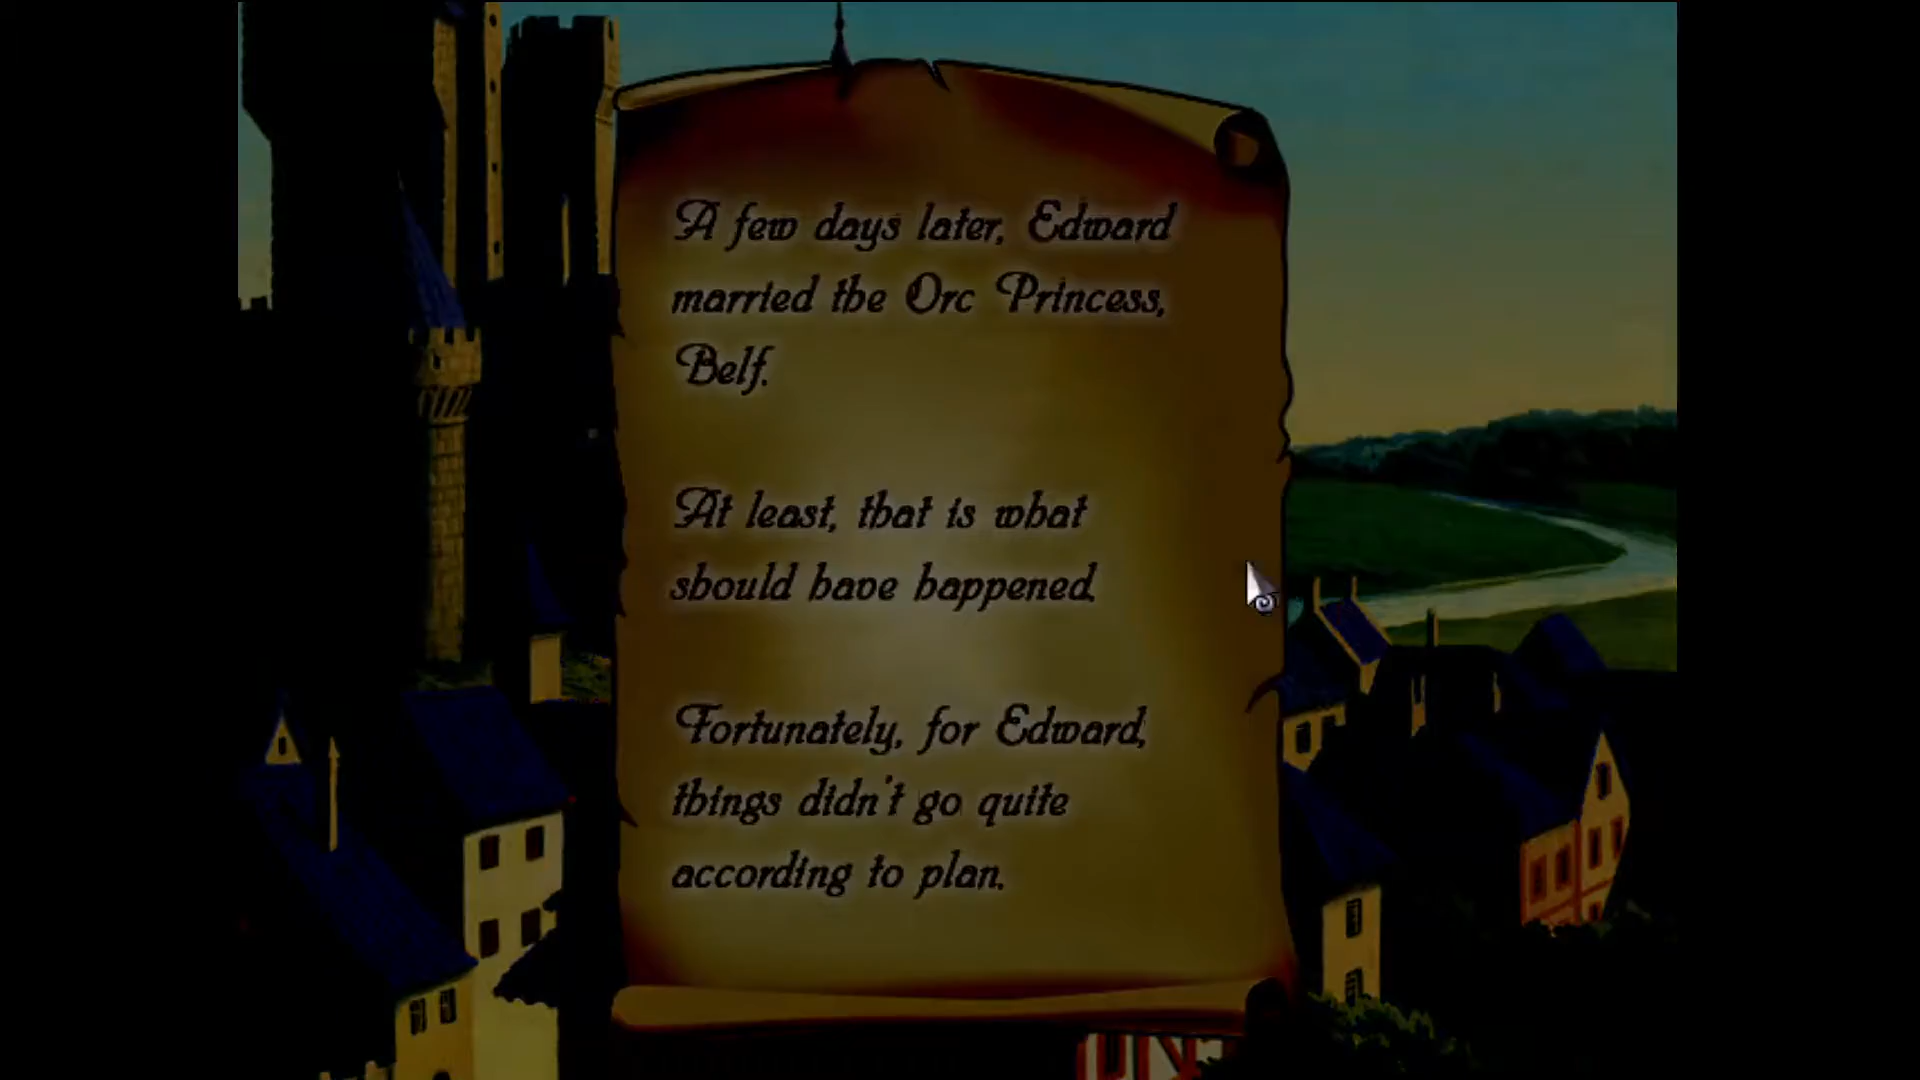 A few days later, Edward
married the Orc Princess,
Belf.
At least, that is what
should have happened.
Fortunately, for Edward,
things didn't go quite
according to plan.